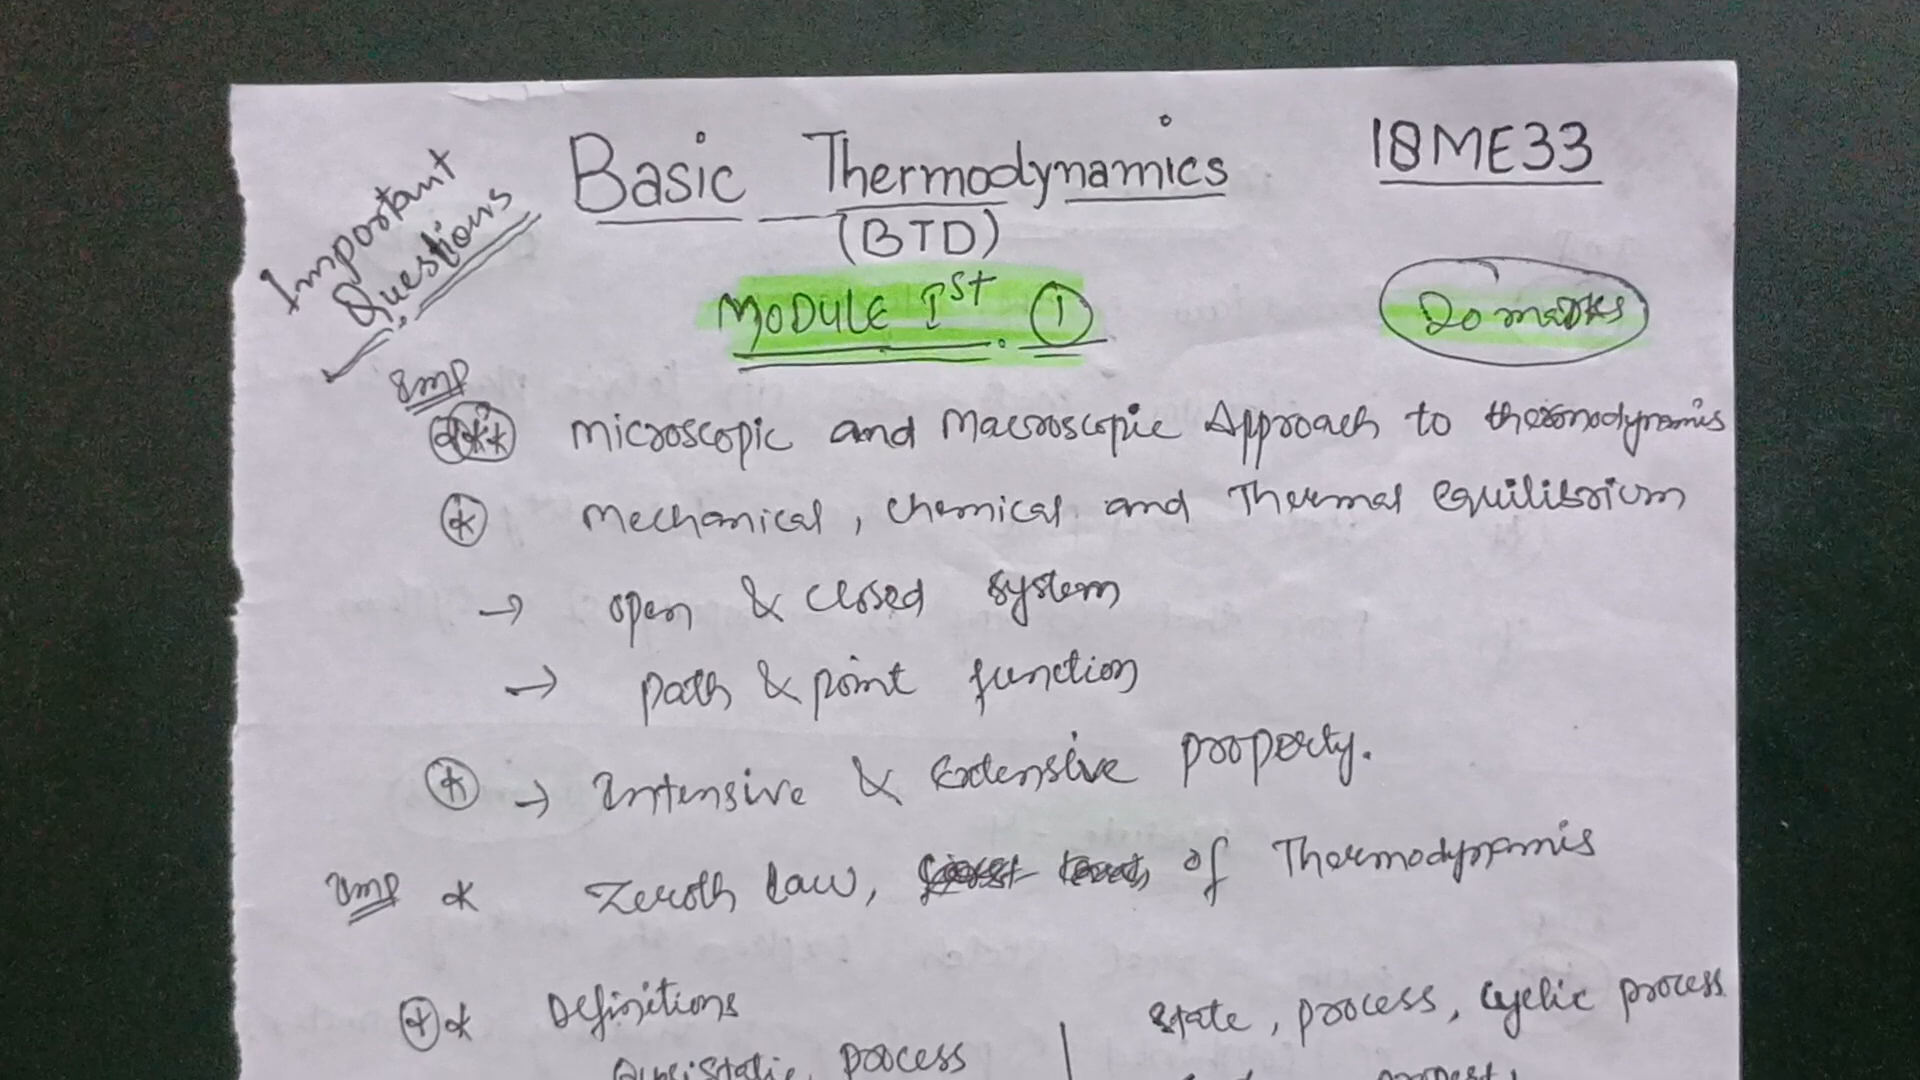 Important
Questions
Basic Thermodynamics
(BTD)
18ME33
MODULE Ist ①
20 marks
Imp
Microscopic and Macroscopic Approach to thermodynamis
Mechanical, chemical and Thermal equilibrium
→ open & closed system
→ path & point function
→ Intensive & Extensive property.
Imp * Zeroth law, of Thermodynamis
* Definitions
state, process, cyclic process
Quasistatic process